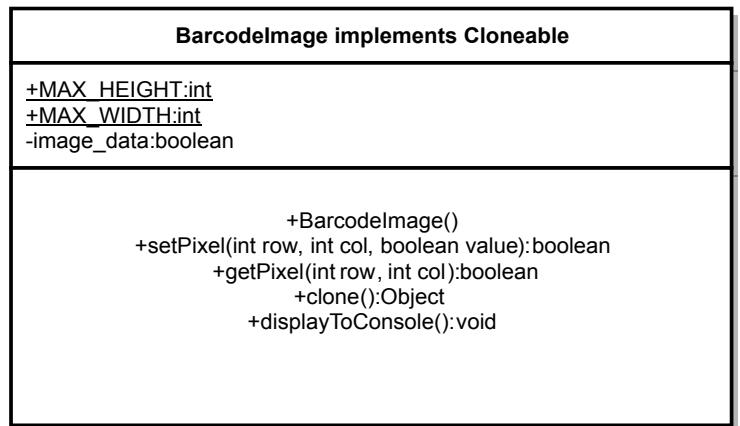 BarcodeImage implements Cloneable
+MAX_HEIGHT:int
+MAX_WIDTH:int
-image_data:boolean
+BarcodeImage()
+setPixel(int row, int col, boolean value):boolean
+getPixel(int row, int col):boolean
+clone():Object
+displayToConsole():void